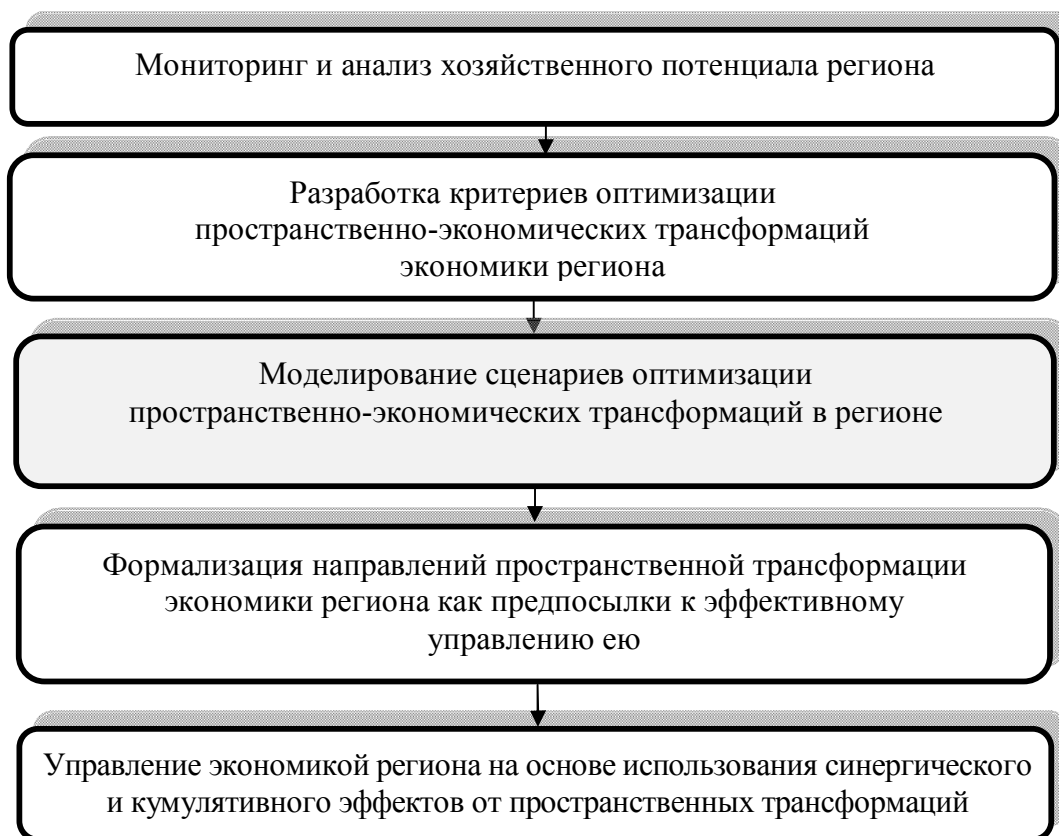 Мониторинг и анализ хозяйственного потенциала региона
Разработка критериев оптимизации
пространственно-экономических трансформаций
экономики региона
Моделирование сценариев оптимизации
пространственно-экономических трансформаций в регионе
Формализация направлений пространственной трансформации
экономики региона как предпосылки к эффективному
управлению ею
Управление экономикой региона на основе использования синергического
и кумулятивного эффектов от пространственных трансформаций